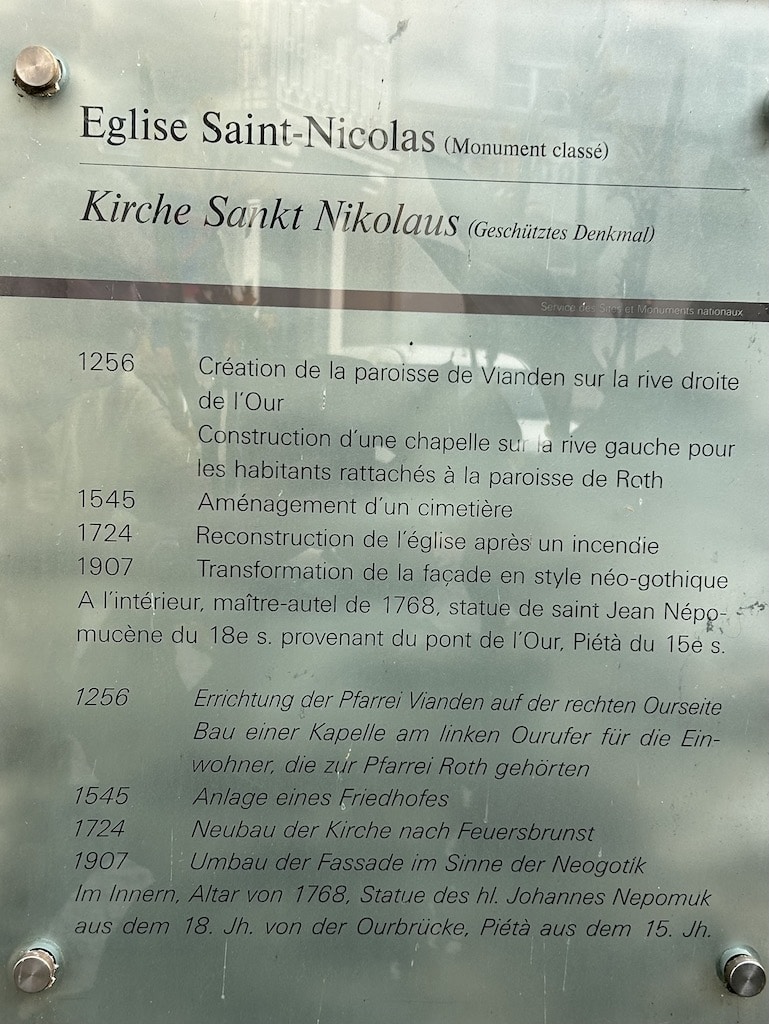 Eglise Saint-Nicolas (Monument classé)
Kirche Sankt Nikolaus (Geschütztes Denkmal)
Service des Sites et Monuments nationaux
1256 Création de la paroisse de Vianden sur la rive droite
de l'Our
Construction d'une chapelle sur la rive gauche pour
les habitants rattachés à la paroisse de Roth
1545 Aménagement d'un cimetière
1724 Reconstruction de l'église après un incendie
1907 Transformation de la façade en style néo-gothique
A l'intérieur, maître-autel de 1768, statue de saint Jean Népo-
mucène du 18e s. provenant du pont de l'Our, Piétà du 15e s.
1256 Errichtung der Pfarrei Vianden auf der rechten Ourseite
Bau einer Kapelle am linken Ourufer für die Ein-
wohner, die zur Pfarrei Roth gehörten
1545 Anlage eines Friedhofes
1724 Neubau der Kirche nach Feuersbrunst
1907 Umbau der Fassade im Sinne der Neogotik
Im Innern, Altar von 1768, Statue des hl. Johannes Nepomuk
aus dem 18. Jh. von der Ourbrücke, Piétà aus dem 15. Jh.